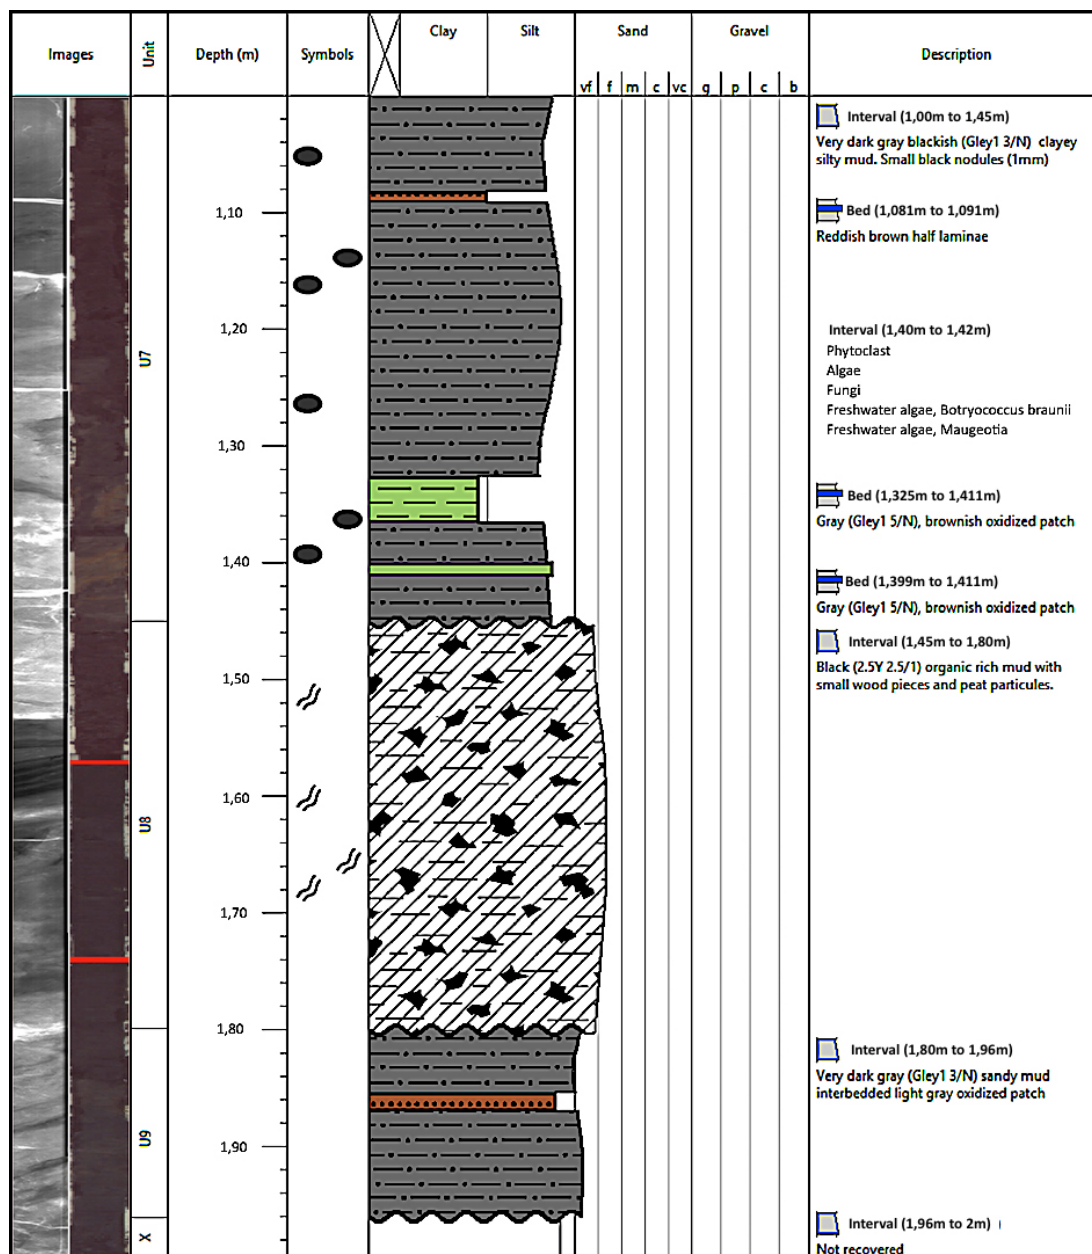 Images
Unit
Depth (m)
Symbols
Clay
Silt
Sand
Gravel
Description
vf f m c vc g p c b
Interval (1,00m to 1,45m)
Very dark gray blackish (Gley1 3/N) clayey
silty mud. Small black nodules (1mm)
1,10
Bed (1,081m to 1,091m)
Reddish brown half laminae
1,20
Interval (1,40m to 1,42m)
Phytoclast
Algae
Fungi
Freshwater algae, Botryococcus braunii
Freshwater algae, Maugeotia
U7
1,30
Bed (1,325m to 1,411m)
Gray (Gley1 5/N), brownish oxidized patch
1,40
Bed (1,399m to 1,411m)
Gray (Gley1 5/N), brownish oxidized patch
Interval (1,45m to 1,80m)
Black (2.5Y 2.5/1) organic rich mud with
small wood pieces and peat particules.
1,50
1,60
U8
1,70
1,80
Interval (1,80m to 1,96m)
Very dark gray (Gley1 3/N) sandy mud
interbedded light gray oxidized patch
U9
1,90
Interval (1,96m to 2m)
Not recovered
X